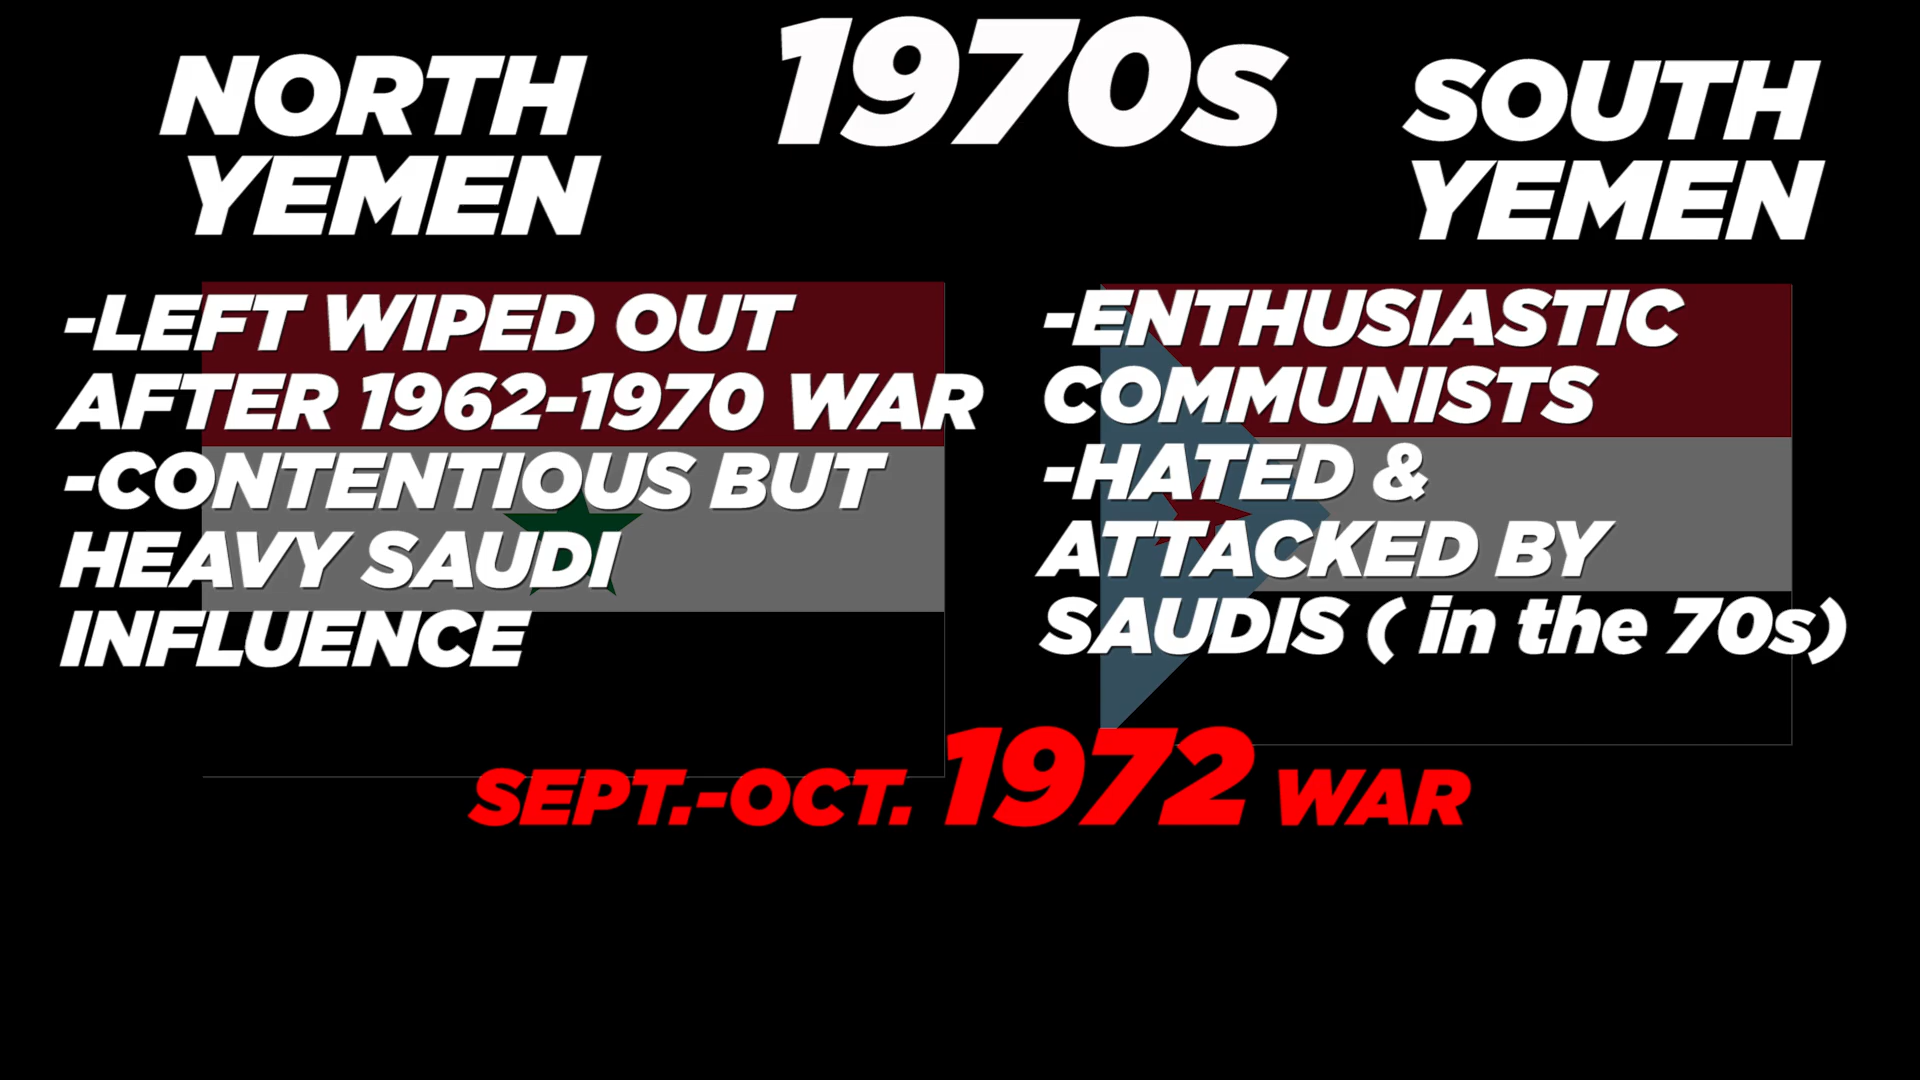 1970s
NORTH
YEMEN
-LEFT WIPED OUT
AFTER 1962-1970 WAR
-CONTENTIOUS BUT
HEAVY SAUDI
INFLUENCE
SOUTH
YEMEN
-ENTHUSIASTIC
COMMUNISTS
-HATED &
ATTACKED BY
SAUDIS ( in the 70s)
SEPT.-OCT. 1972 WAR